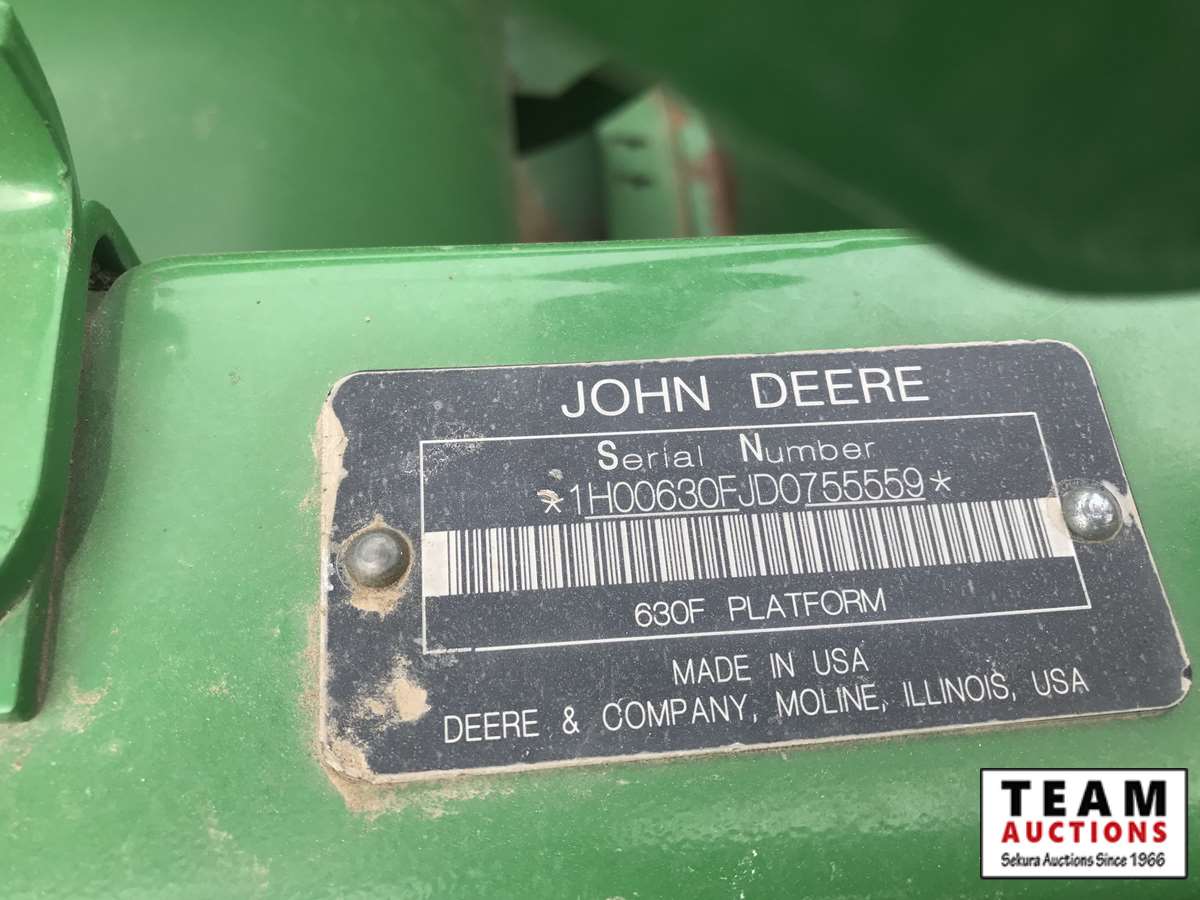 JOHN DEERE
Serial Number
*1H00630FJD0755559*
630F PLATFORM
MADE IN USA
DEERE & COMPANY, MOLINE, ILLINOIS, USA
TEAM
AUCTIONS
Sekura Auctions Since 1966